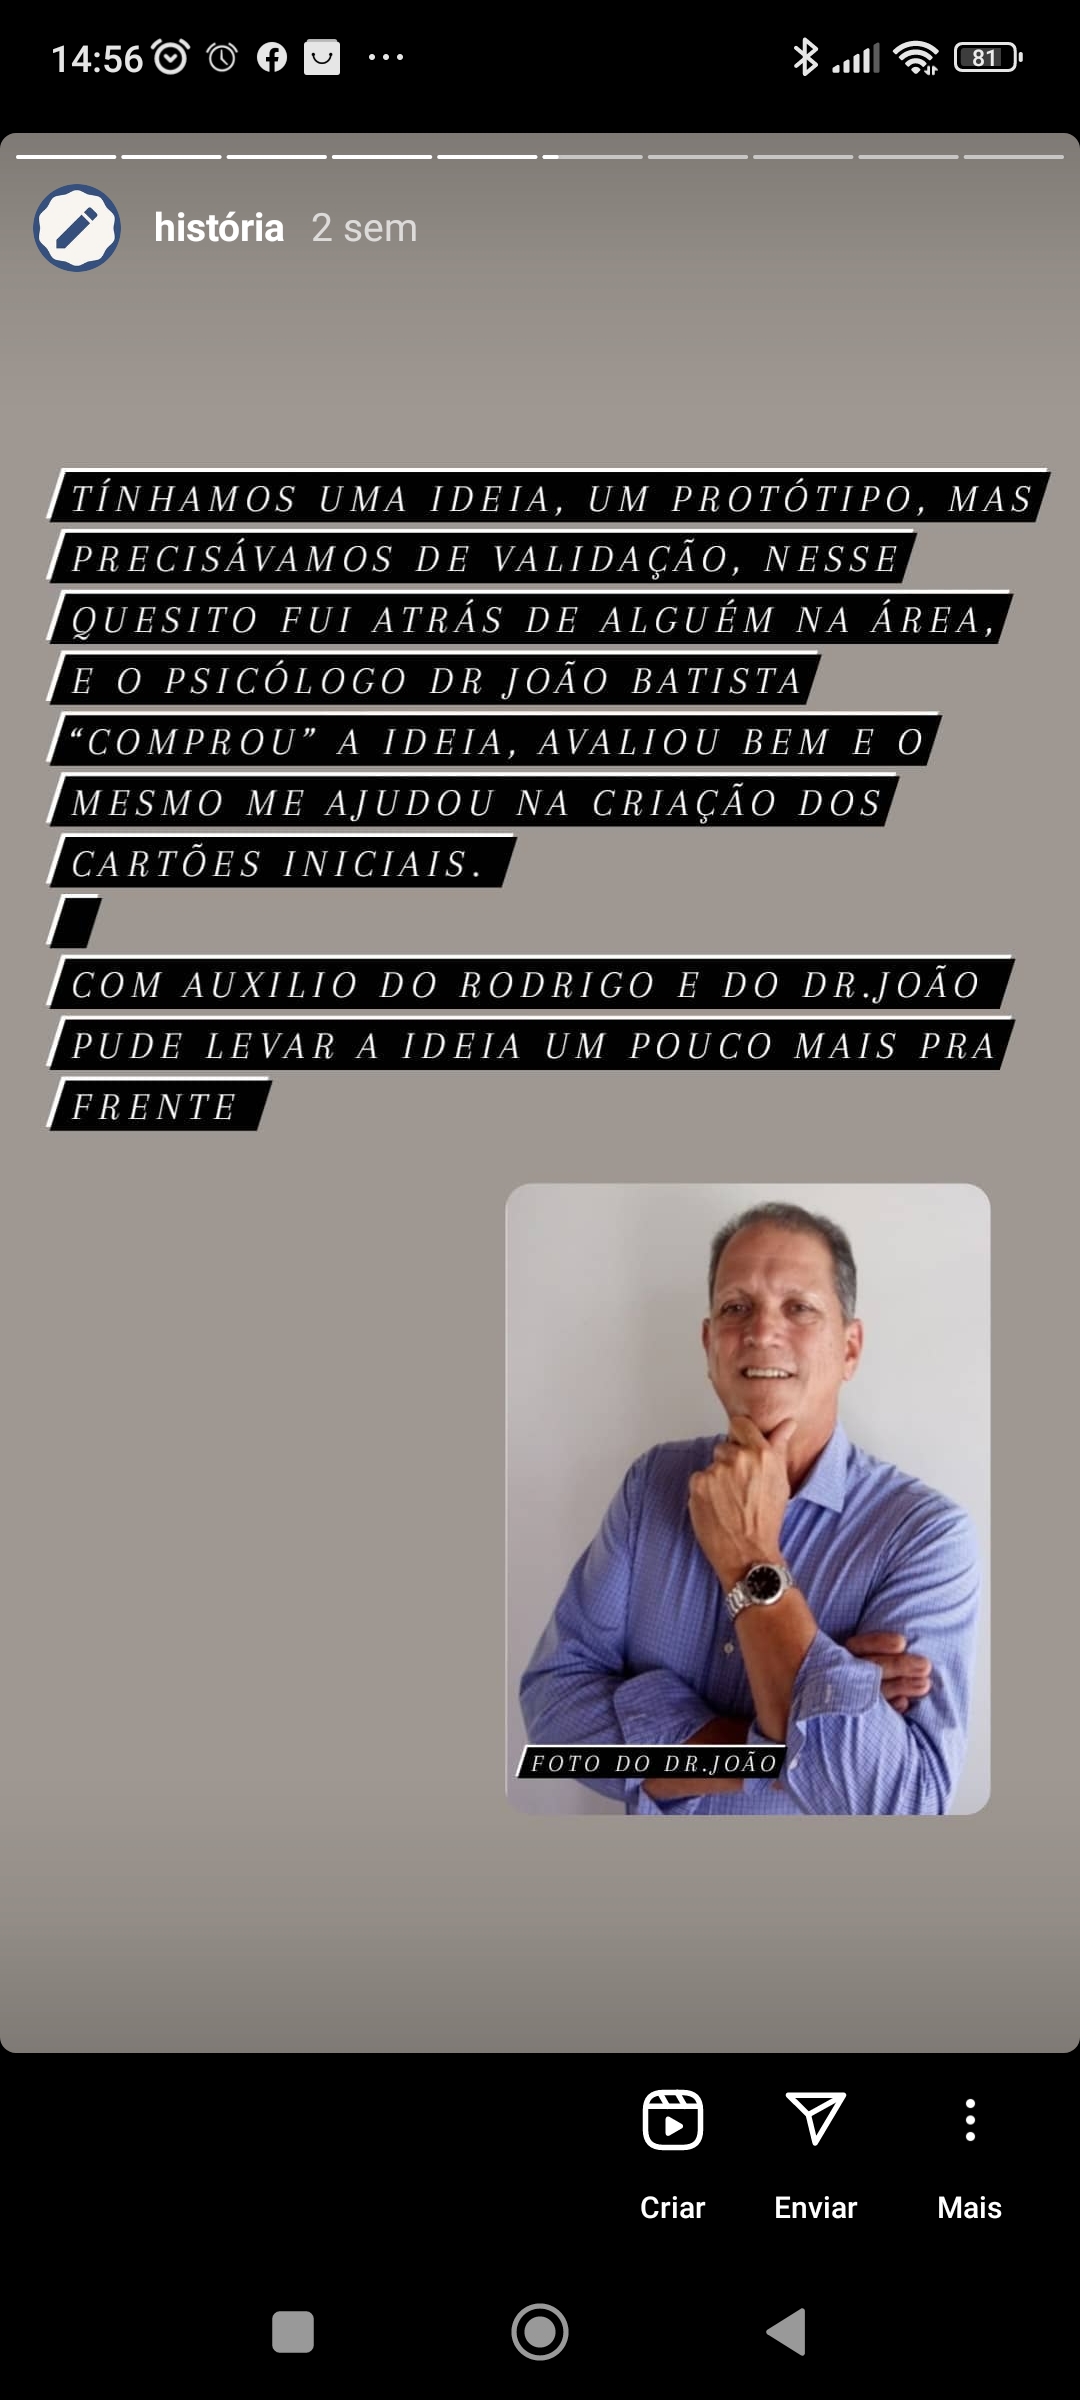 14:56
81
história 2 sem
TÍNHAMOS UMA IDEIA, UM PROTÓTIPO, MAS
PRECISÁVAMOS DE VALIDAÇÃO, NESSE
QUESITO FUI ATRÁS DE ALGUÉM NA ÁREA,
E O PSICÓLOGO DR JOÃO BATISTA
“COMPROU” A IDEIA, AVALIOU BEM E O
MESMO ME AJUDOU NA CRIAÇÃO DOS
CARTÕES INICIAIS.
COM AUXILIO DO RODRIGO E DO DR.JOÃO
PUDE LEVAR A IDEIA UM POUCO MAIS PRA
FRENTE
FOTO DO DR.JOÃO
Criar Enviar Mais